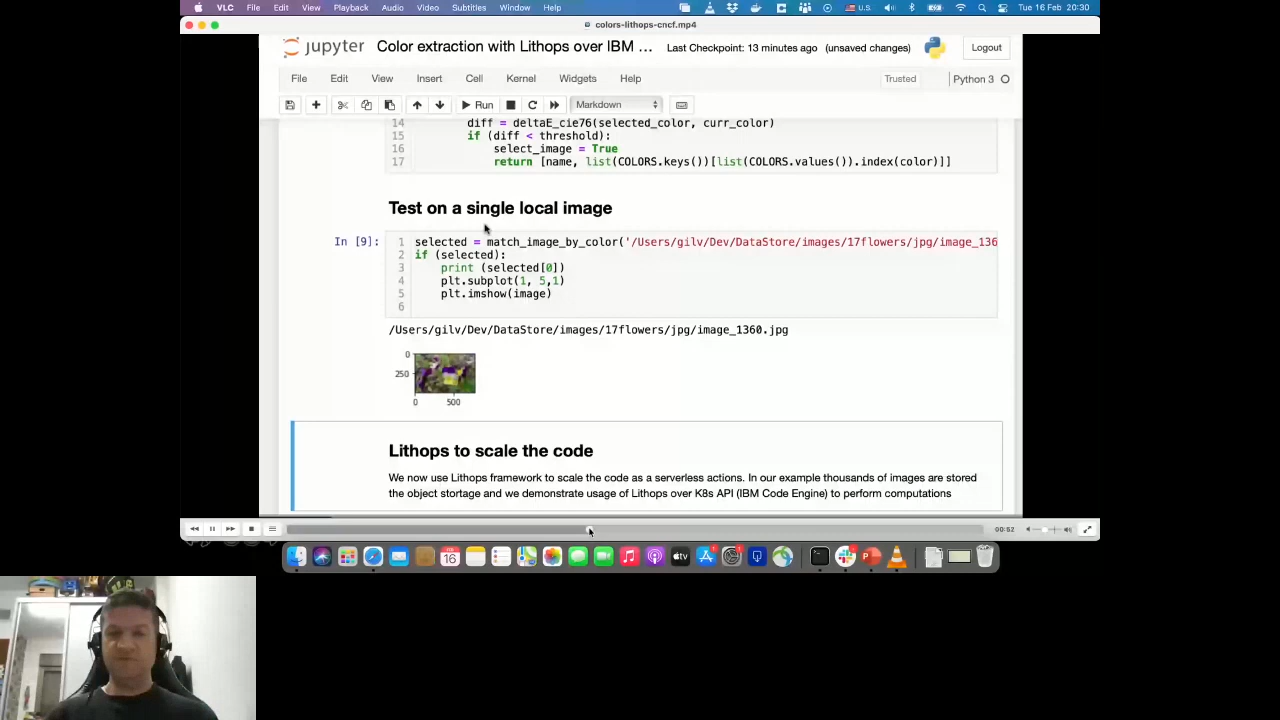 VLC File Edit View Playback Audio Video Subtitles Window Help U.S. Tue 16 Feb 20:30
colors-lithops-cncf.mp4
jupyter Color extraction with Lithops over IBM ... Last Checkpoint: 13 minutes ago (unsaved changes) Logout
File Edit View Insert Cell Kernel Widgets Help Trusted Python 3
Run Markdown
14 diff = deltaE_cie76(selected_color, curr_color)
15 if (diff < threshold):
16 select_image = True
17 return [name, list(COLORS.keys())[list(COLORS.values()).index(color)]]
Test on a single local image
In [9]: 1 selected = match_image_by_color('/Users/gilv/Dev/DataStore/images/17flowers/jpg/image_136
2 if (selected):
3 print (selected[0])
4 plt.subplot(1, 5,1)
5 plt.imshow(image)
6
/Users/gilv/Dev/DataStore/images/17flowers/jpg/image_1360.jpg
0
250
0 500
Lithops to scale the code
We now use Lithops framework to scale the code as a serverless actions. In our example thousands of images are stored
the object stortage and we demonstrate usage of Lithops over K8s API (IBM Code Engine) to perform computations
00:52
FEB
16
tv